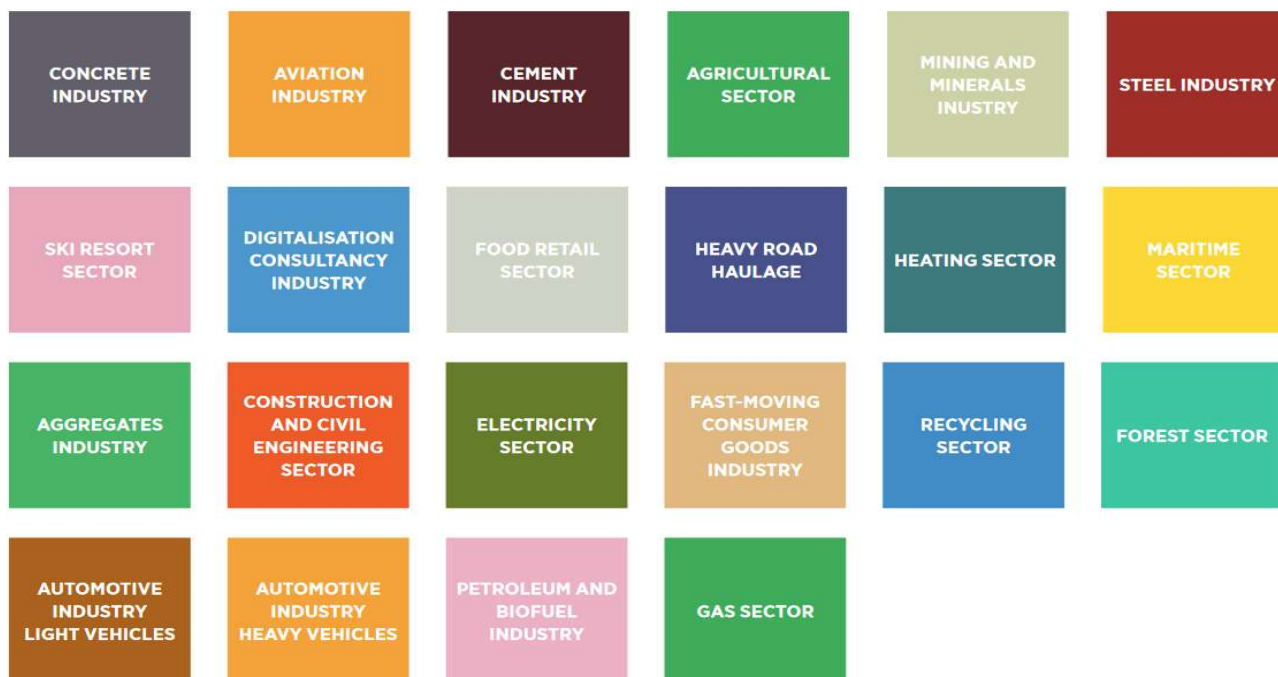 CONCRETE
INDUSTRY
AVIATION
INDUSTRY
CEMENT
INDUSTRY
AGRICULTURAL
SECTOR
MINING AND
MINERALS
INUSTRY
STEEL INDUSTRY
SKI RESORT
SECTOR
DIGITALISATION
CONSULTANCY
INDUSTRY
FOOD RETAIL
SECTOR
HEAVY ROAD
HAULAGE
HEATING SECTOR
MARITIME
SECTOR
AGGREGATES
INDUSTRY
CONSTRUCTION
AND CIVIL
ENGINEERING
SECTOR
ELECTRICITY
SECTOR
FAST-MOVING
CONSUMER
GOODS
INDUSTRY
RECYCLING
SECTOR
FOREST SECTOR
AUTOMOTIVE
INDUSTRY
LIGHT VEHICLES
AUTOMOTIVE
INDUSTRY
HEAVY VEHICLES
PETROLEUM AND
BIOFUEL
INDUSTRY
GAS SECTOR